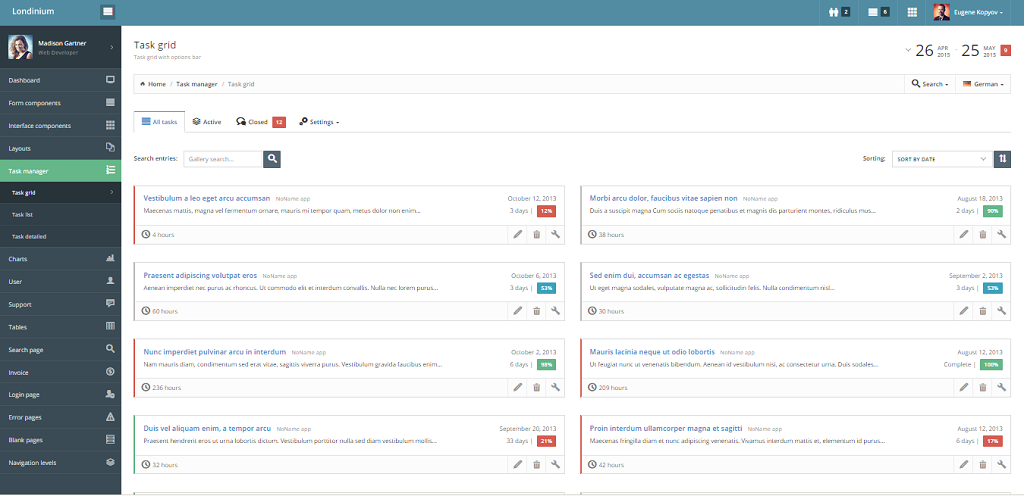 Londinium
2
6
Eugene Kopyov
Madison Gartner
Web Developer
Dashboard
Form components
Interface components
Layouts
Task manager
Task grid
Task list
Task detailed
Charts
User
Support
Tables
Search page
Invoice
Login page
Error pages
Blank pages
Navigation levels
Task grid
Task grid with options bar
26 APR 2015 - 25 MAY 2015 9
Home / Task manager / Task grid
Search
German
All tasks Active Closed 12 Settings
Search entries: Gallery search...
Sorting: SORT BY DATE
Vestibulum a leo eget arcu accumsan NoName app October 12, 2013
Maecenas mattis, magna vel fermentum ornare, mauris mi tempor quam, metus dolor non enim... 3 days | 12%
4 hours
Morbi arcu dolor, faucibus vitae sapien non NoName app August 18, 2013
Duis a suscipit magna Cum sociis natoque penatibus et magnis dis parturient montes, ridiculus mus... 2 days | 90%
38 hours
Praesent adipiscing volutpat eros NoName app October 6, 2013
Aenean imperdiet nec purus ac rhoncus. Ut commodo elit et interdum convallis. Nulla nec lorem purus... 3 days | 53%
60 hours
Sed enim dui, accumsan ac egestas NoName app September 2, 2013
Ut eget magna sodales, vulputate magna ac, sollicitudin felis. Nulla condimentum nisl... 3 days | 53%
30 hours
Nunc imperdiet pulvinar arcu in interdum NoName app October 2, 2013
Nam mauris diam, condimentum sed erat vitae, sagittis viverra purus. Vestibulum gravida faucibus enim... 6 days | 98%
236 hours
Mauris lacinia neque ut odio lobortis NoName app August 12, 2013
Ut feugiat nunc ut venenatis bibendum. Aenean id vestibulum nisi, ac consectetur urna. Duis sodales... Complete | 100%
209 hours
Duis vel aliquam enim, a tempor arcu NoName app September 20, 2013
Praesent hendrerit eros ut urna lobortis dictum. Vestibulum porttitor nulla sed diam vestibulum mollis... 33 days | 21%
32 hours
Proin interdum ullamcorper magna et sagitti NoName app August 12, 2013
Maecenas fringilla diam et nunc adipiscing venenatis. Vivamus interdum mattis et, elementum id purus... 6 days | 17%
42 hours